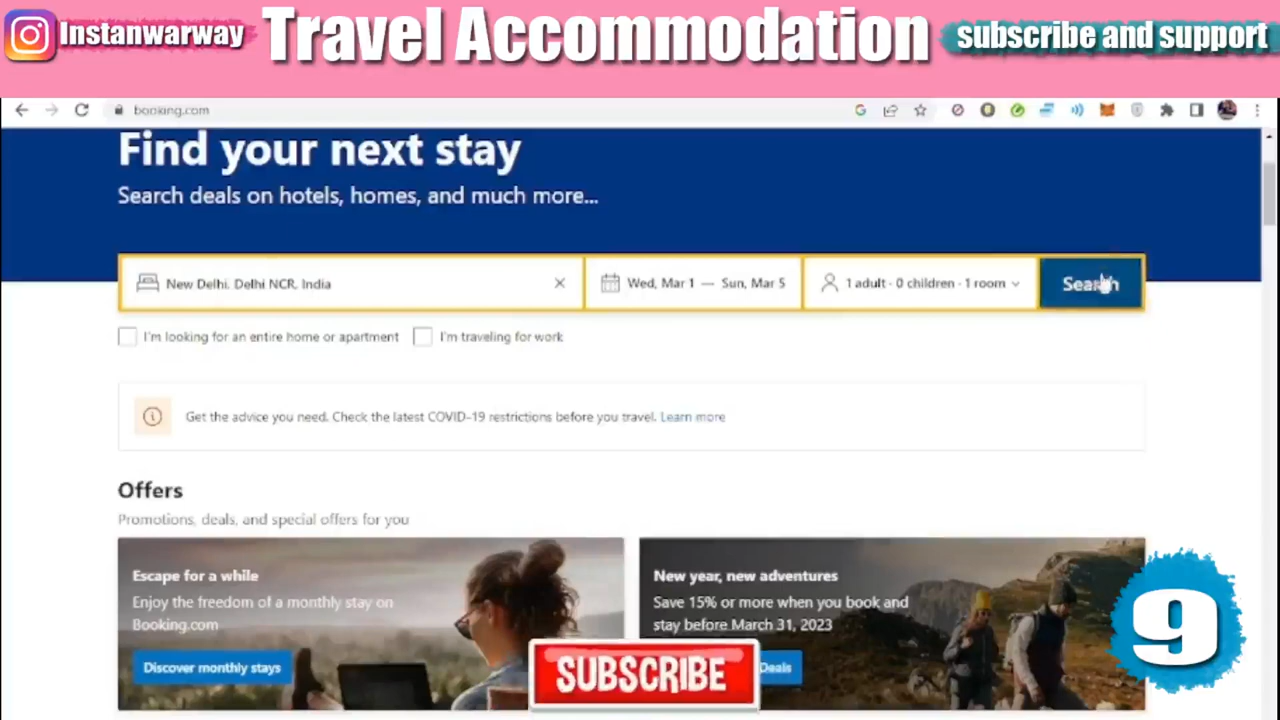 Instanwarway
Travel Accommodation
subscribe and support
booking.com
Find your next stay
Search deals on hotels, homes, and much more...
New Delhi, Delhi NCR, India
Wed, Mar 1 — Sun, Mar 5
1 adult · 0 children · 1 room
Search
I'm looking for an entire home or apartment
I'm traveling for work
Get the advice you need. Check the latest COVID-19 restrictions before you travel. Learn more
Offers
Promotions, deals, and special offers for you
Escape for a while
Enjoy the freedom of a monthly stay on
Booking.com
Discover monthly stays
New year, new adventures
Save 15% or more when you book and
stay before March 31, 2023
Deals
SUBSCRIBE
9